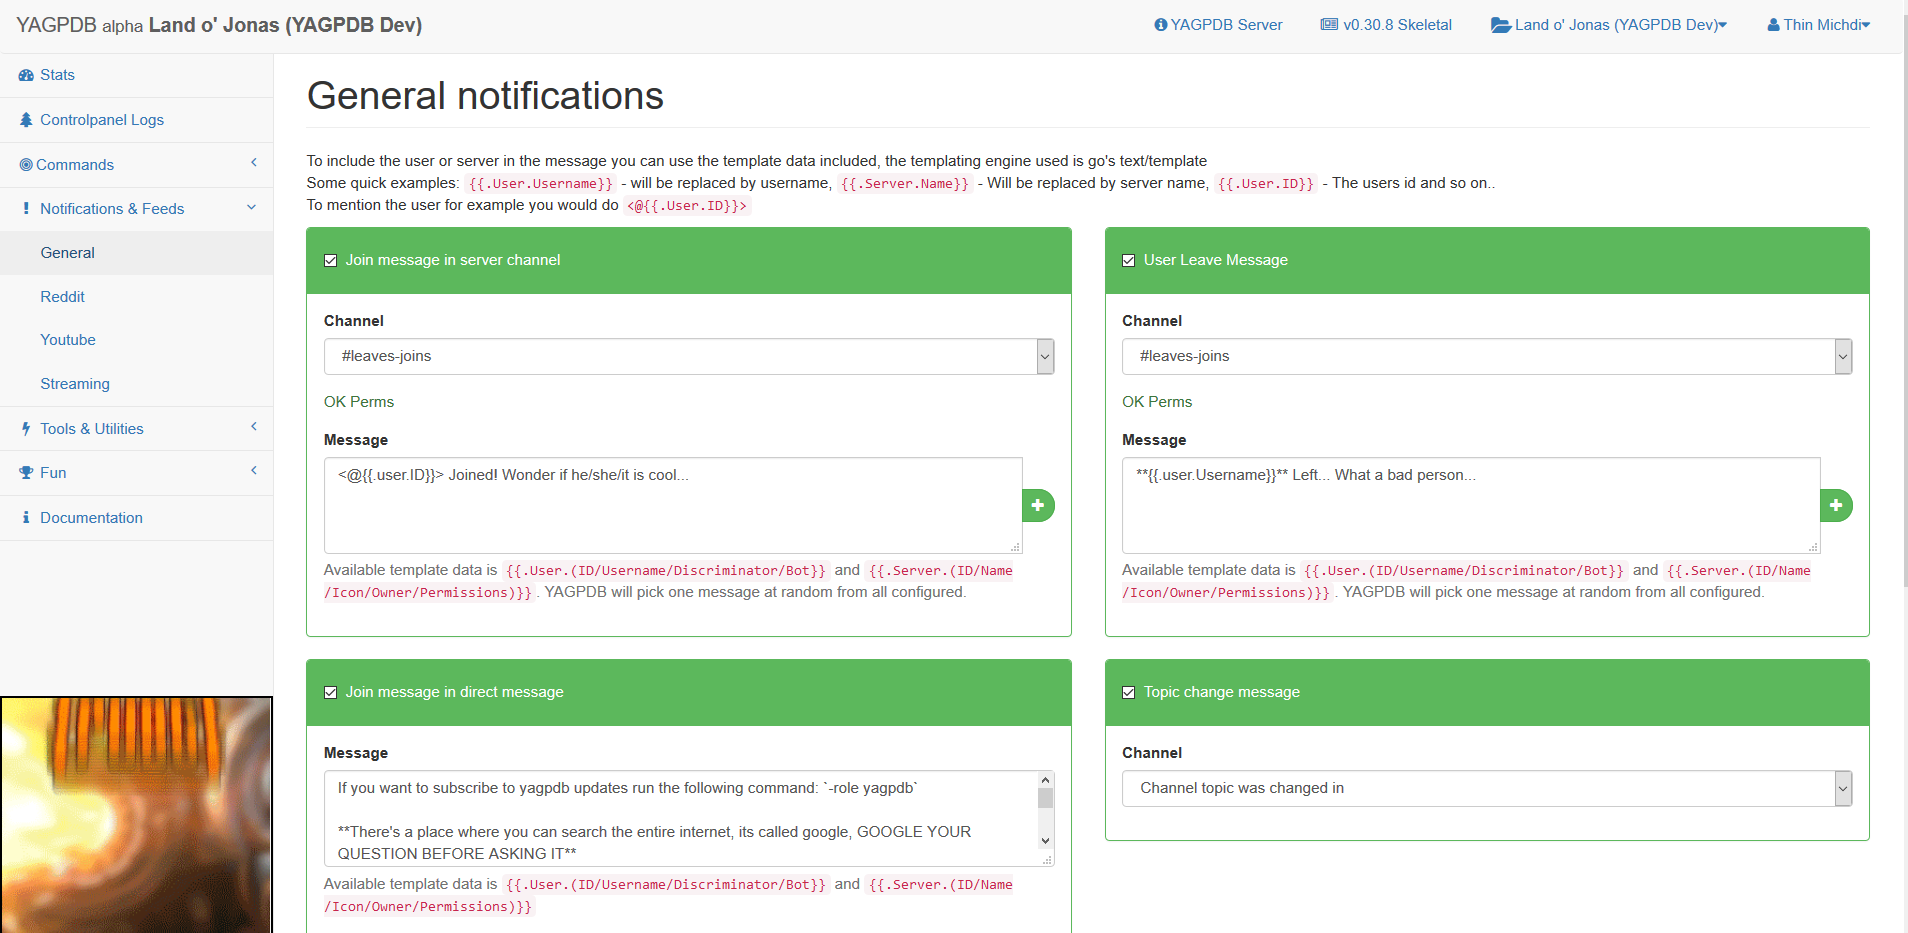 YAGPDB alpha Land o' Jonas (YAGPDB Dev)
YAGPDB Server
v0.30.8 Skeletal
Land o' Jonas (YAGPDB Dev)
Thin Michdi
Stats
Controlpanel Logs
Commands
Notifications & Feeds
General
Reddit
Youtube
Streaming
Tools & Utilities
Fun
Documentation
General notifications
To include the user or server in the message you can use the template data included, the templating engine used is go's text/template
Some quick examples: {{.User.Username}} - will be replaced by username, {{.Server.Name}} - Will be replaced by server name, {{.User.ID}} - The users id and so on..
To mention the user for example you would do <@{{.User.ID}}>
Join message in server channel
Channel
#leaves-joins
OK Perms
Message
<@{{.user.ID}}> Joined! Wonder if he/she/it is cool...
Available template data is {{.User.(ID/Username/Discriminator/Bot}} and {{.Server.(ID/Name
/Icon/Owner/Permissions)}}. YAGPDB will pick one message at random from all configured.
User Leave Message
Channel
#leaves-joins
OK Perms
Message
**{{.user.Username}}** Left... What a bad person...
Available template data is {{.User.(ID/Username/Discriminator/Bot}} and {{.Server.(ID/Name
/Icon/Owner/Permissions)}}. YAGPDB will pick one message at random from all configured.
Join message in direct message
Message
If you want to subscribe to yagpdb updates run the following command: `-role yagpdb`
**There's a place where you can search the entire internet, its called google, GOOGLE YOUR
QUESTION BEFORE ASKING IT**
Available template data is {{.User.(ID/Username/Discriminator/Bot}} and {{.Server.(ID/Name
/Icon/Owner/Permissions)}}
Topic change message
Channel
Channel topic was changed in